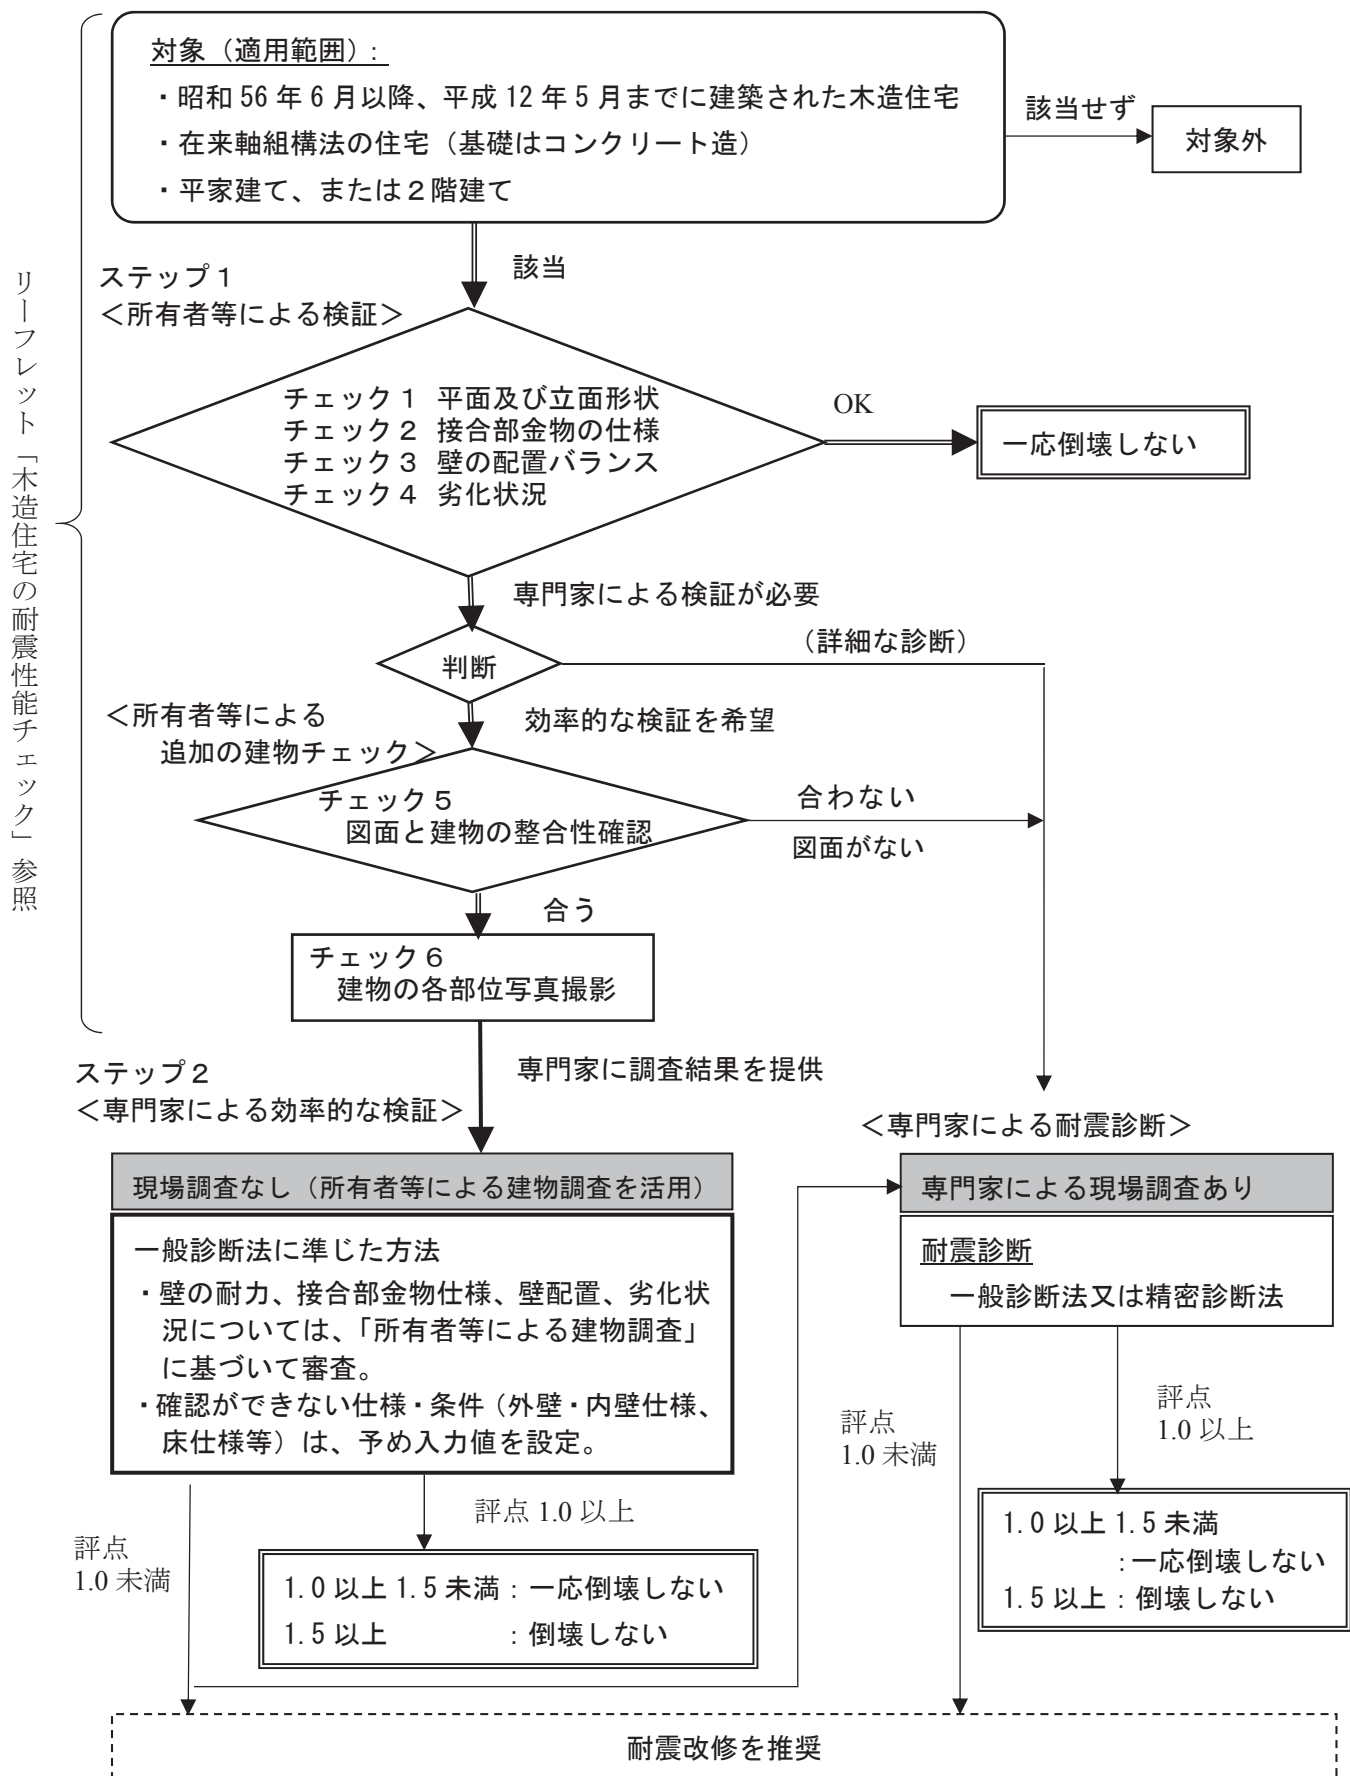 対象（適用範囲）:
・昭和 56 年 6 月以降、平成 12 年 5 月までに建築された木造住宅
・在来軸組構法の住宅（基礎はコンクリート造）
・平家建て、または２階建て
該当せず
対象外
リーフレット「木造住宅の耐震性能チェック」参照
該当
ステップ１
＜所有者等による検証＞
チェック１ 平面及び立面形状
チェック２ 接合部金物の仕様
チェック３ 壁の配置バランス
チェック４ 劣化状況
OK
一応倒壊しない
専門家による検証が必要
判断
（詳細な診断）
＜所有者等による
追加の建物チェック＞
効率的な検証を希望
チェック５
図面と建物の整合性確認
合わない
図面がない
合う
チェック６
建物の各部位写真撮影
ステップ２
＜専門家による効率的な検証＞
専門家に調査結果を提供
＜専門家による耐震診断＞
現場調査なし（所有者等による建物調査を活用）
一般診断法に準じた方法
・壁の耐力、接合部金物仕様、壁配置、劣化状
況については、「所有者等による建物調査」
に基づいて審査。
・確認ができない仕様・条件（外壁・内壁仕様、
床仕様等）は、予め入力値を設定。
専門家による現場調査あり
耐震診断
一般診断法又は精密診断法
評点
1.0 未満
評点 1.0 以上
1.0 以上 1.5 未満：一応倒壊しない
1.5 以上　　　　：倒壊しない
評点
1.0 未満
評点
1.0 以上
1.0 以上 1.5 未満
：一応倒壊しない
1.5 以上：倒壊しない
耐震改修を推奨